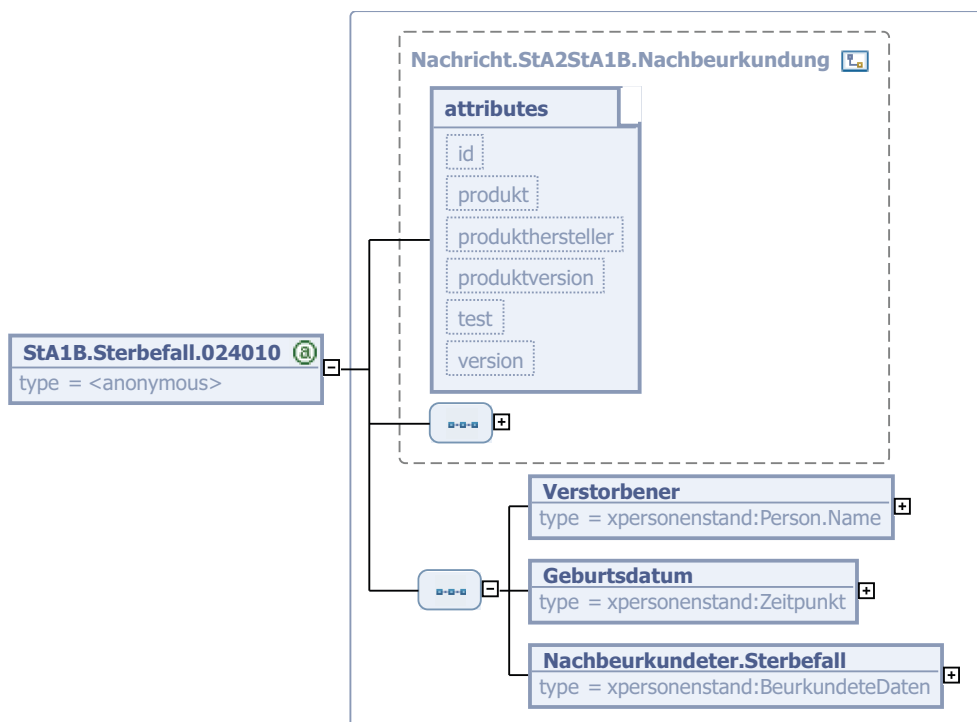 Nachricht.StA2StA1B.Nachbeurkundung
attributes
id
produkt
produkthersteller
produktversion
test
version
StA1B.Sterbefall.024010 @
type = <anonymous>
Verstorbener
type = xpersonenstand:Person.Name
Geburtsdatum
type = xpersonenstand:Zeitpunkt
Nachbeurkundeter.Sterbefall
type = xpersonenstand:BeurkundeteDaten